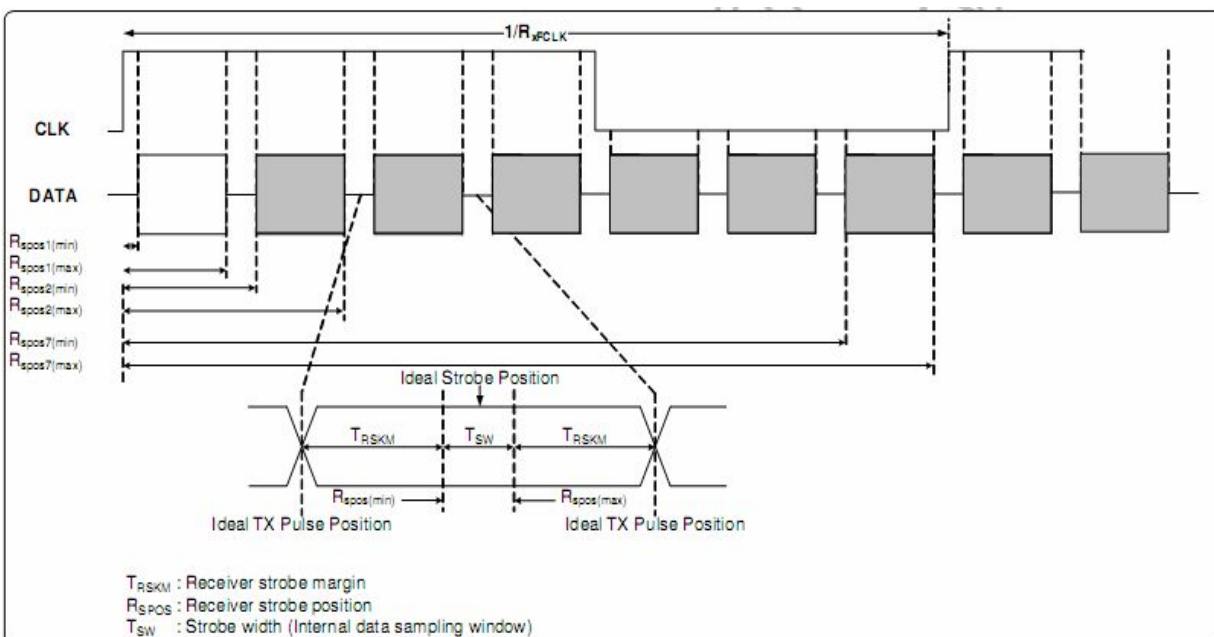 1/RxFCLK
CLK
DATA
Rspos1(min)
Rspos1(max)
Rspos2(min)
Rspos2(max)
Rspos7(min)
Rspos7(max)
Ideal Strobe Position
TRSKM TSW TRSKM
Rspos(min) Rspos(max)
Ideal TX Pulse Position Ideal TX Pulse Position
TRSKM : Receiver strobe margin
RSPOS : Receiver strobe position
TSW : Strobe width (Internal data sampling window)